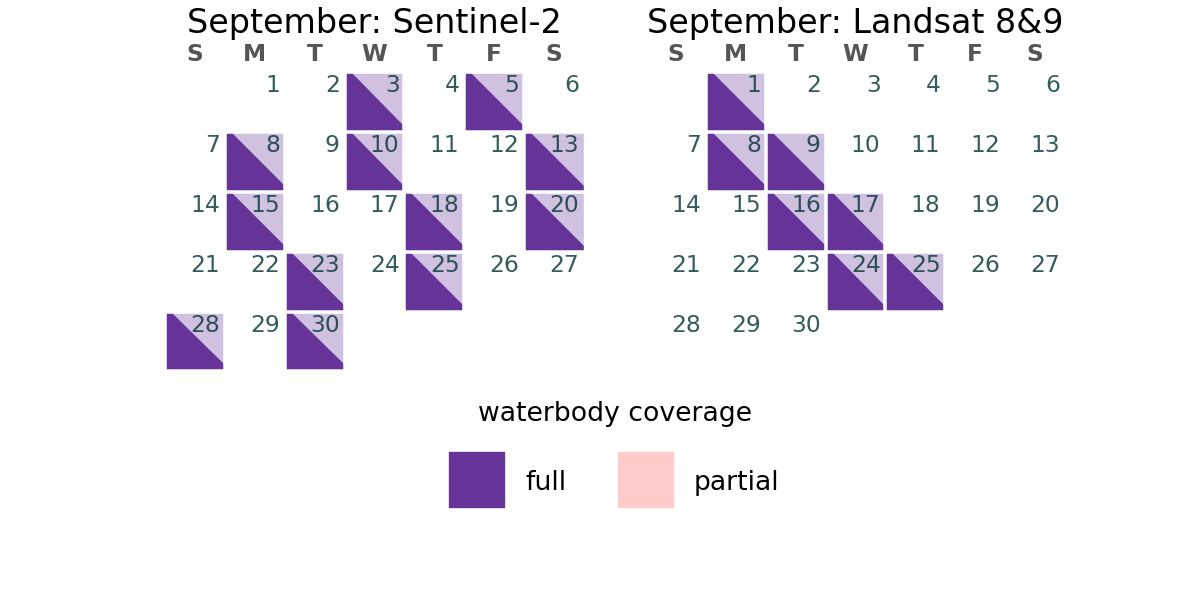 September: Sentinel-2
S M T W T F S
1 2 3 4 5 6
7 8 9 10 11 12 13
14 15 16 17 18 19 20
21 22 23 24 25 26 27
28 29 30
September: Landsat 8&9
S M T W T F S
1 2 3 4 5 6
7 8 9 10 11 12 13
14 15 16 17 18 19 20
21 22 23 24 25 26 27
28 29 30
waterbody coverage
full partial